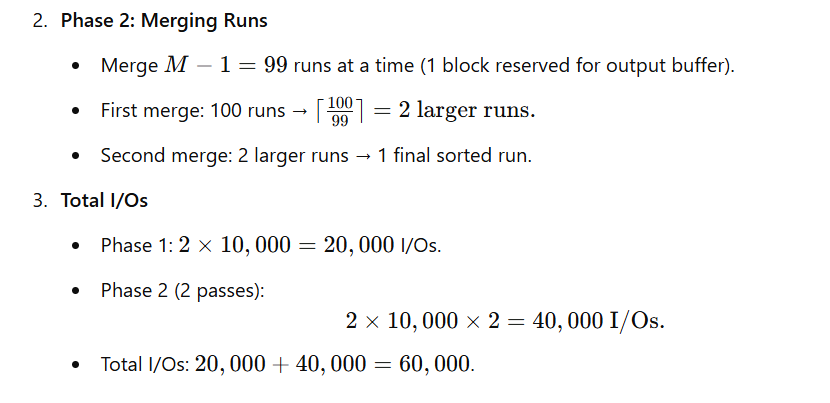 2. Phase 2: Merging Runs
• Merge M − 1 = 99 runs at a time (1 block reserved for output buffer).
• First merge: 100 runs → ⌈100/99⌉ = 2 larger runs.
• Second merge: 2 larger runs → 1 final sorted run.
3. Total I/Os
• Phase 1: 2 × 10,000 = 20,000 I/Os.
• Phase 2 (2 passes):
2 × 10,000 × 2 = 40,000 I/Os.
• Total I/Os: 20,000 + 40,000 = 60,000.